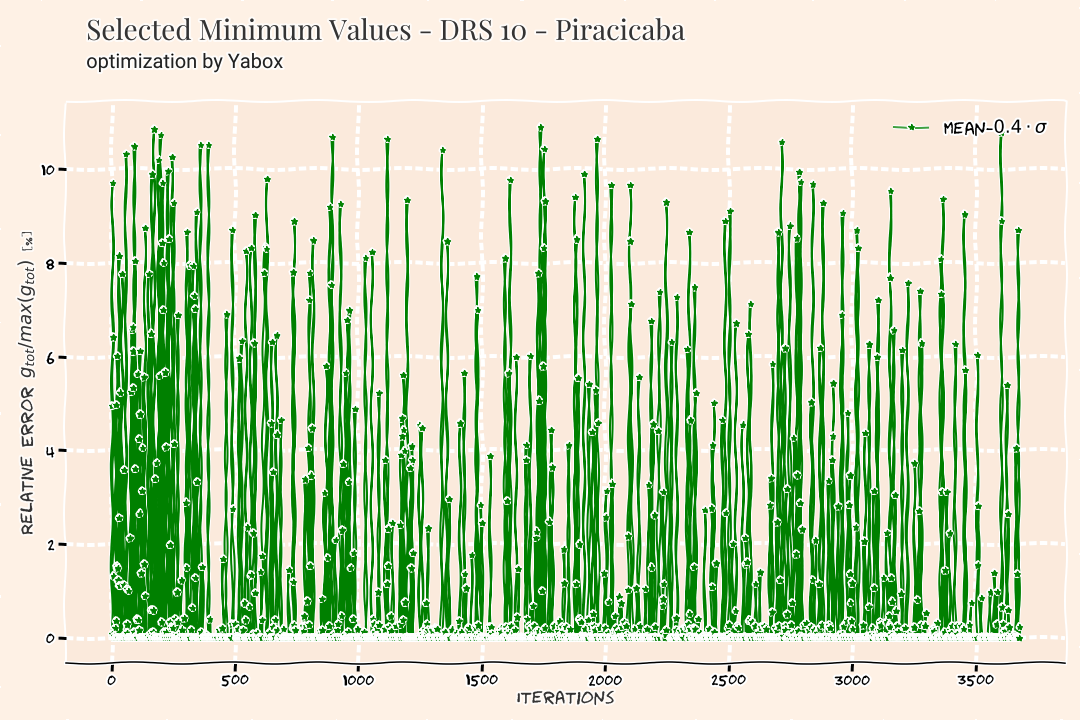 Selected Minimum Values - DRS 10 - Piracicaba
optimization by Yabox
MEAN-0.4 · σ
RELATIVE ERROR g_tot/max(g_tot) [%]
10
8
6
4
2
0
0 500 1000 1500 2000 2500 3000 3500
ITERATIONS